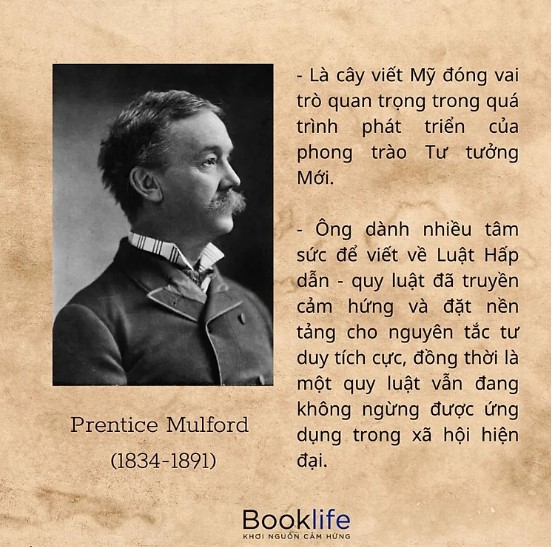 - Là cây viết Mỹ đóng vai
trò quan trọng trong quá
trình phát triển của
phong trào Tư tưởng
Mới.
- Ông dành nhiều tâm
sức để viết về Luật Hấp
dẫn - quy luật đã truyền
cảm hứng và đặt nền
tảng cho nguyên tắc tư
duy tích cực, đồng thời là
một quy luật vẫn đang
không ngừng được ứng
dụng trong xã hội hiện
đại.
Prentice Mulford
(1834-1891)
Booklife
KHƠI NGUỒN CẢM HỨNG